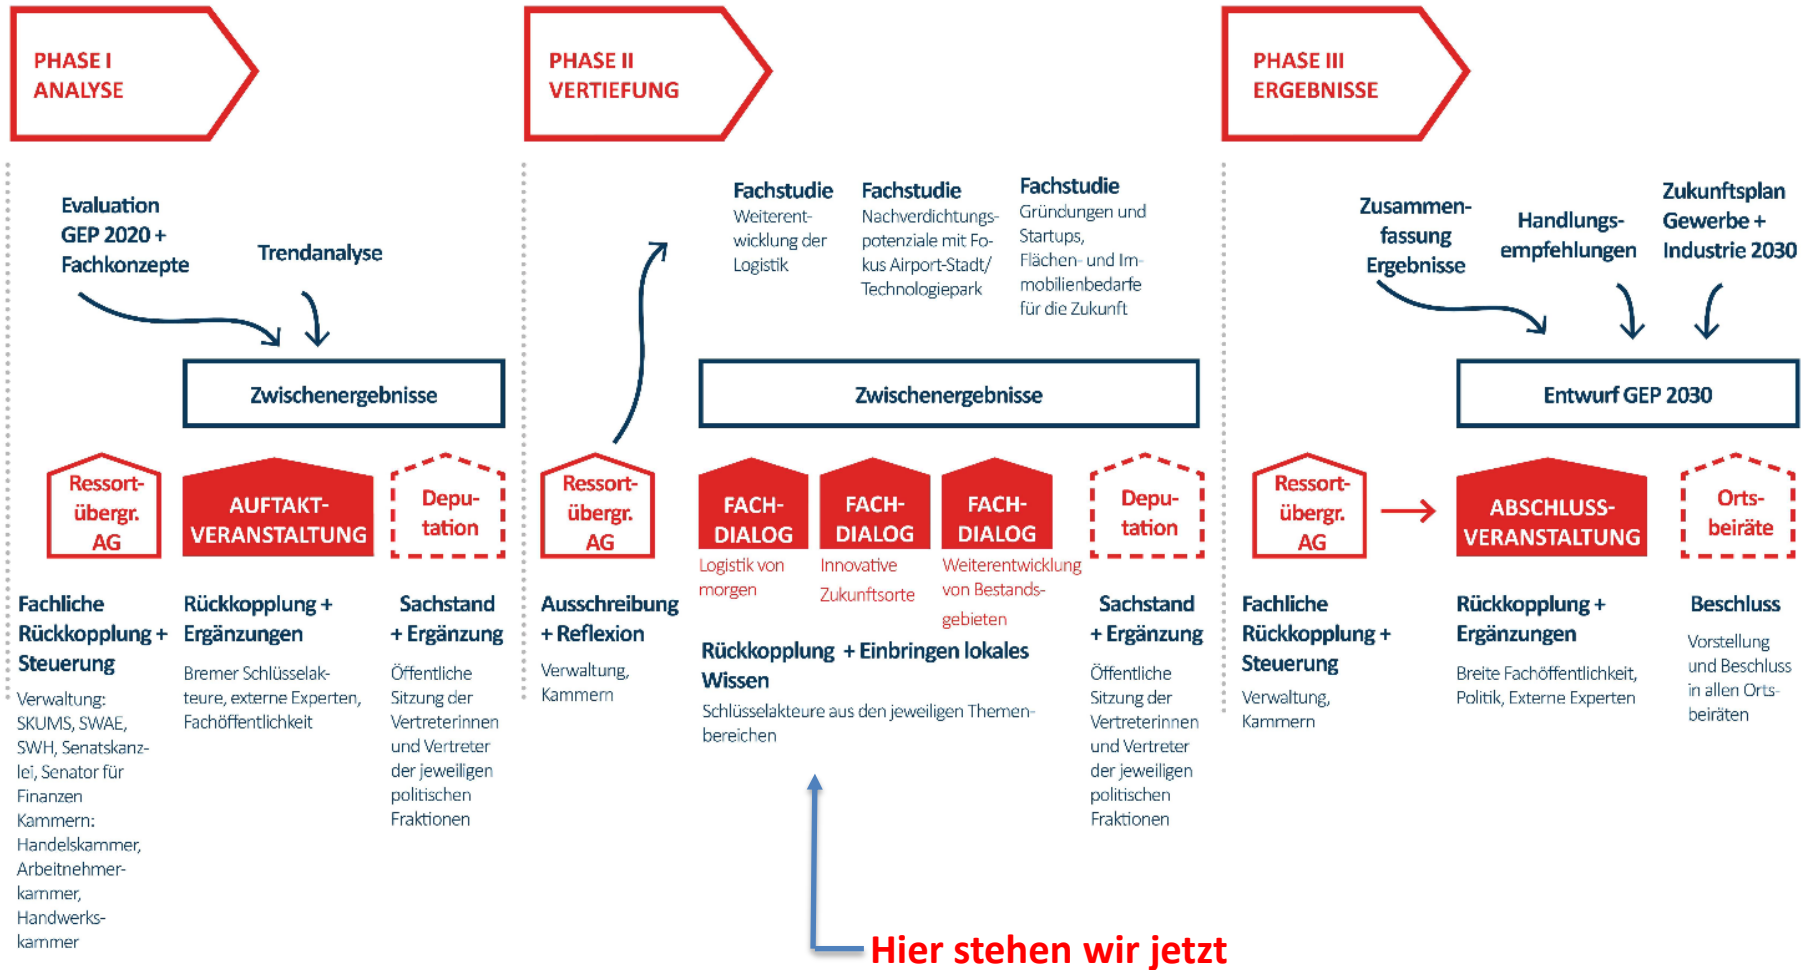 PHASE I
ANALYSE
Evaluation
GEP 2020 +
Fachkonzepte
Trendanalyse
Zwischenergebnisse
Ressort-
übergr.
AG
AUFTAKT-
VERANSTALTUNG
Depu-
tation
Fachliche
Rückkopplung +
Steuerung
Verwaltung:
SKUMS, SWAE,
SWH, Senatskanz-
lei, Senator für
Finanzen
Kammern:
Handelskammer,
Arbeitnehmer-
kammer,
Handwerks-
kammer
Rückkopplung +
Ergänzungen
Bremer Schlüsselak-
teure, externe Experten,
Fachöffentlichkeit
Sachstand
+ Ergänzung
Öffentliche
Sitzung der
Vertreterinnen
und Vertreter
der jeweiligen
politischen
Fraktionen
PHASE II
VERTIEFUNG
Fachstudie
Weiterent-
wicklung der
Logistik
Fachstudie
Nachverdichtungs-
potenziale mit Fo-
kus Airport-Stadt/
Technologiepark
Fachstudie
Gründungen und
Startups,
Flächen- und Im-
mobilienbedarfe
für die Zukunft
Zwischenergebnisse
Ressort-
übergr.
AG
FACH-
DIALOG
Logistik von
morgen
FACH-
DIALOG
Innovative
Zukunftsorte
FACH-
DIALOG
Weiterentwicklung
von Bestands-
gebieten
Depu-
tation
Ausschreibung
+ Reflexion
Verwaltung,
Kammern
Rückkopplung + Einbringen lokales
Wissen
Schlüsselakteure aus den jeweiligen Themen-
bereichen
Sachstand
+ Ergänzung
Öffentliche
Sitzung der
Vertreterinnen
und Vertreter
der jeweiligen
politischen
Fraktionen
Hier stehen wir jetzt
PHASE III
ERGEBNISSE
Zusammen-
fassung
Ergebnisse
Handlungs-
empfehlungen
Zukunftsplan
Gewerbe +
Industrie 2030
Entwurf GEP 2030
Ressort-
übergr.
AG
ABSCHLUSS-
VERANSTALTUNG
Orts-
beiräte
Fachliche
Rückkopplung +
Steuerung
Verwaltung,
Kammern
Rückkopplung +
Ergänzungen
Breite Fachöffentlichkeit,
Politik, Externe Experten
Beschluss
Vorstellung
und Beschluss
in allen Orts-
beiräten